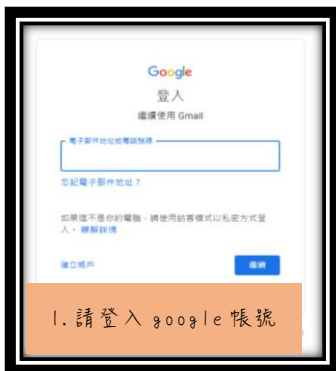 Google
登入
繼續使用 Gmail
電子郵件地址或電話號碼
忘記電子郵件地址？
如果這不是你的電腦，請使用訪客模式以私密方式登
入。瞭解詳情
建立帳戶
繼續
1.請登入 google 帳號